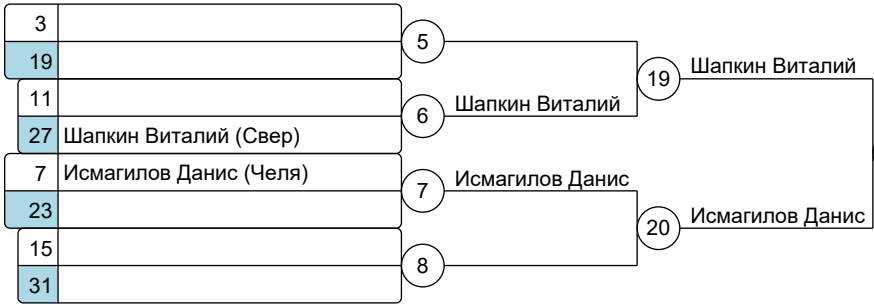 3
5
19
Шапкин Виталий
19
11
6
Шапкин Виталий
27 Шапкин Виталий (Свер)
7 Исмагилов Данис (Челя)
7
Исмагилов Данис
23
20
Исмагилов Данис
15
8
31